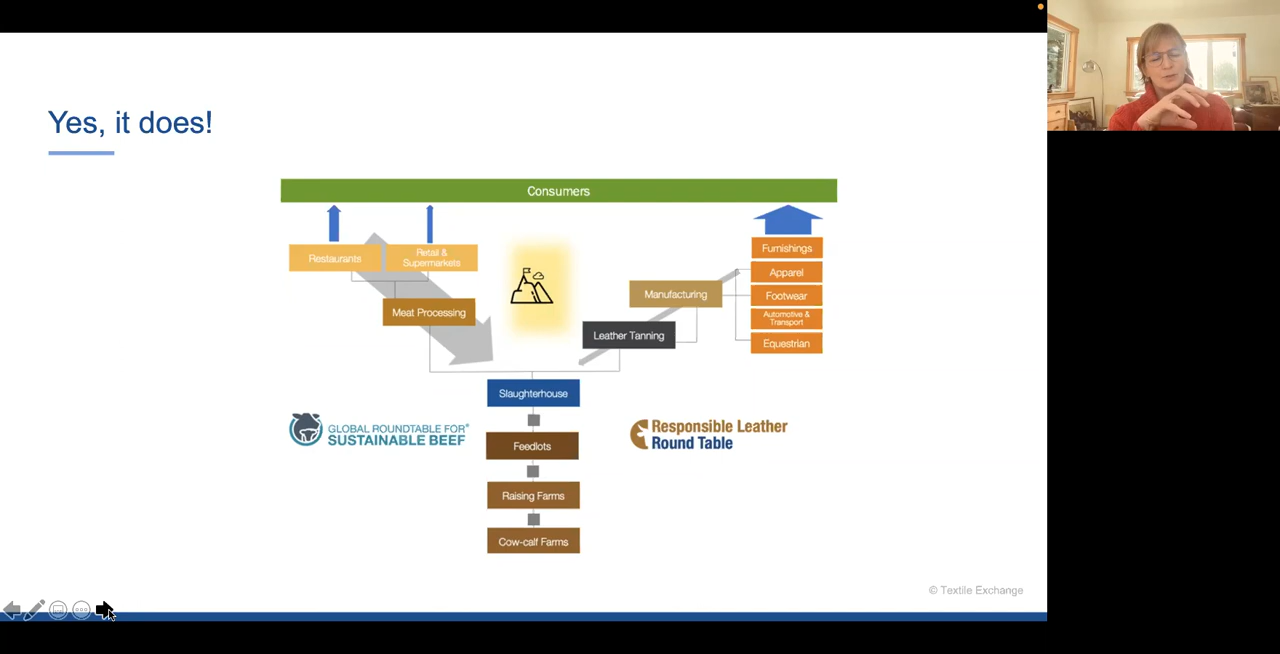 Yes, it does!
Consumers
Restaurants
Retail &
Supermarkets
Meat Processing
Manufacturing
Leather Tanning
Furnishings
Apparel
Footwear
Automotive &
Transport
Equestrian
Slaughterhouse
GLOBAL ROUNDTABLE FOR®
SUSTAINABLE BEEF
Responsible Leather
Round Table
Feedlots
Raising Farms
Cow-calf Farms
© Textile Exchange